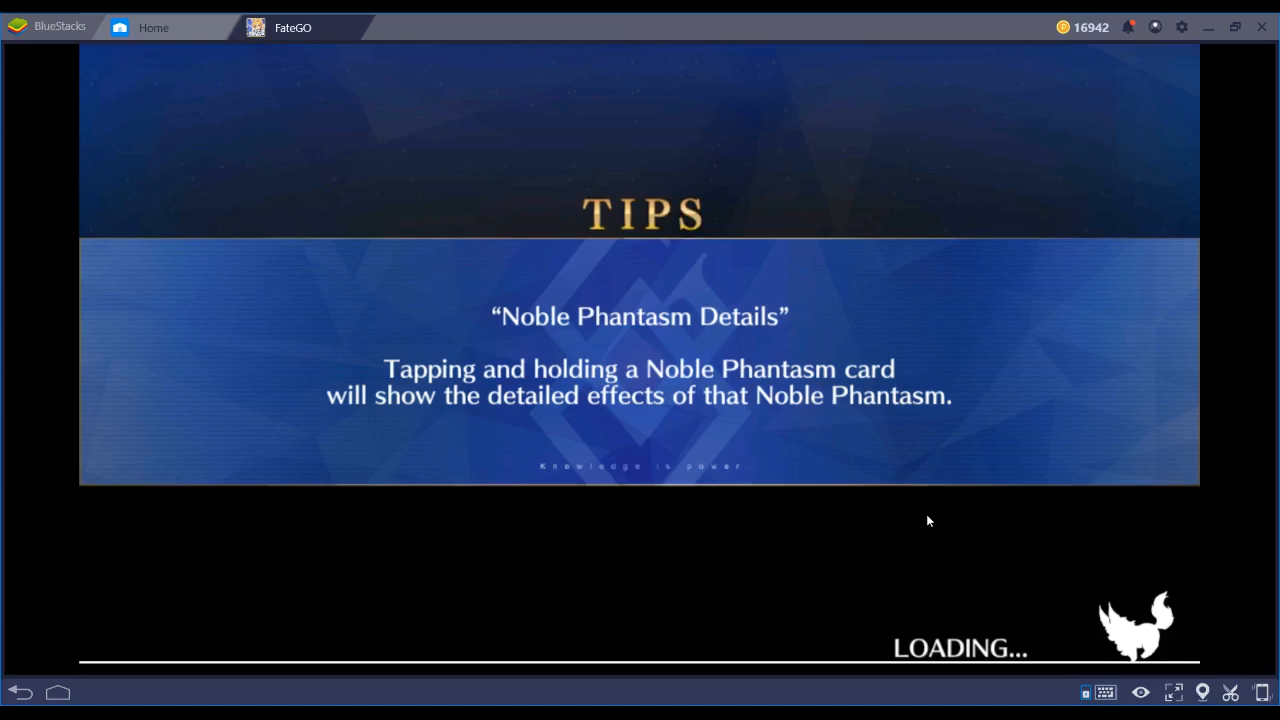 BlueStacks
Home
FateGO
16942
TIPS
“Noble Phantasm Details”
Tapping and holding a Noble Phantasm card
will show the detailed effects of that Noble Phantasm.
Knowledge is power.
LOADING...